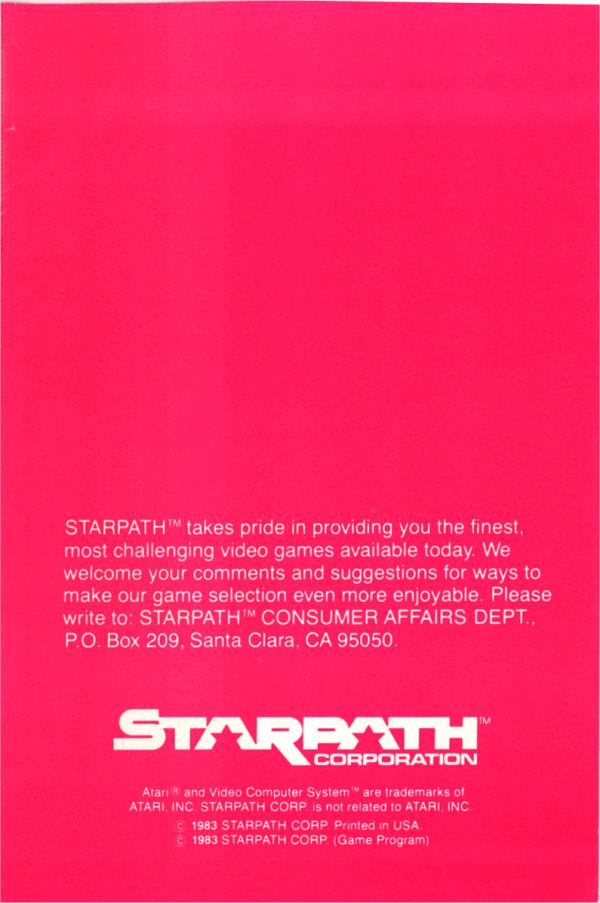 STARPATH™ takes pride in providing you the finest,
most challenging video games available today. We
welcome your comments and suggestions for ways to
make our game selection even more enjoyable. Please
write to: STARPATH™ CONSUMER AFFAIRS DEPT.,
P.O. Box 209, Santa Clara, CA 95050.
STARPATH™
CORPORATION
Atari® and Video Computer System™ are trademarks of
ATARI, INC. STARPATH CORP. is not related to ATARI, INC.
© 1983 STARPATH CORP. Printed in USA.
© 1983 STARPATH CORP. (Game Program)